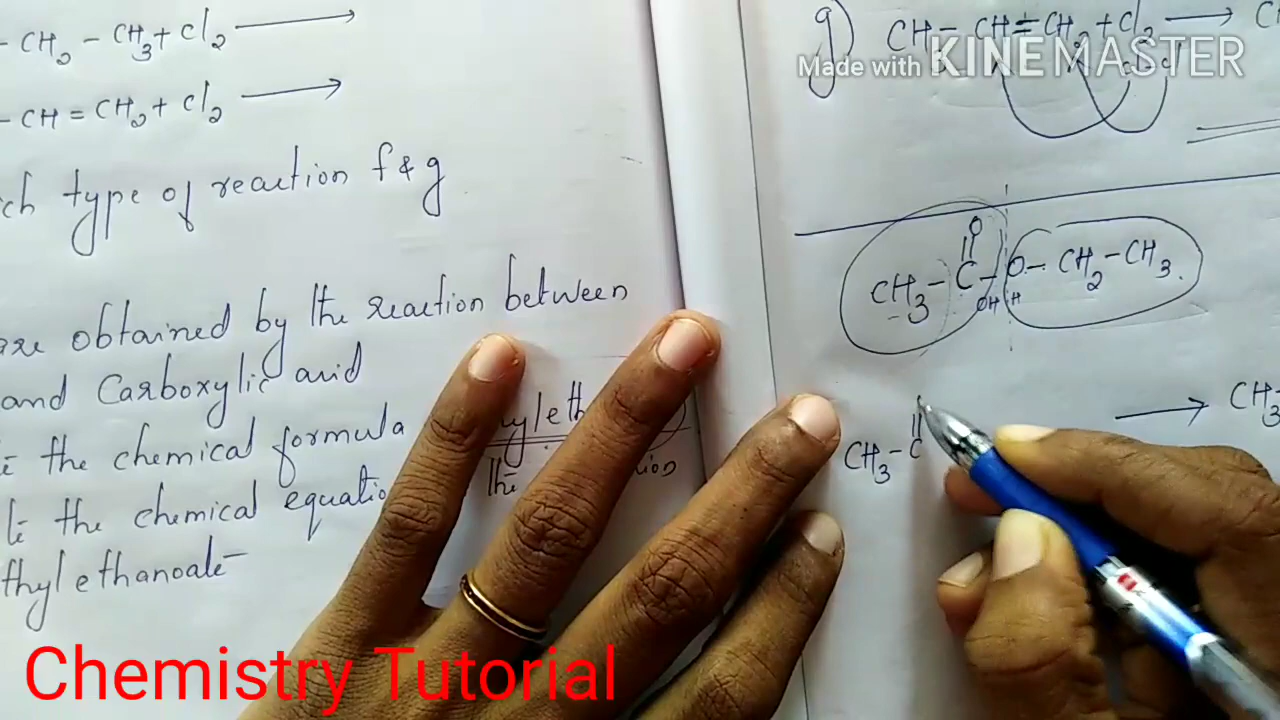 - CH2 - CH3 + Cl2 ⟶
- CH = CH2 + Cl2 ⟶
ch type of reaction f & g
are obtained by the reaction between
and Carboxylic acid
the chemical formula
the chemical equation
thyl ethanoate
g) CH3 - CH = CH2 + Cl2 ⟶
Made with KINEMASTER
O
CH3 - C - O - CH2 - CH3.
OH H
CH3 - C ⟶ CH3
Chemistry Tutorial